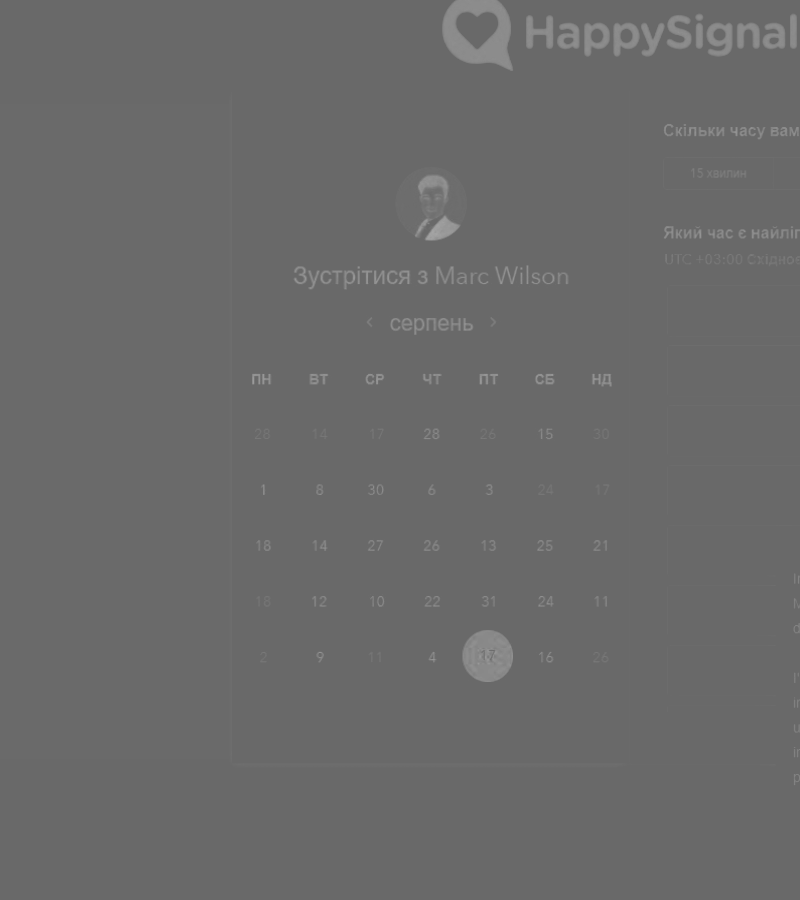 HappySignal
Зустрітися з Marc Wilson
серпень
ПН ВТ СР ЧТ ПТ СБ НД
28 14 17 28 26 15 30
1 8 30 6 3 24 17
18 14 27 26 13 25 21
18 12 10 22 31 24 11
2 9 11 4 17 16 26
Скільки часу вам
15 хвилин
Який час є найліп
UTC +03:00 Східноє